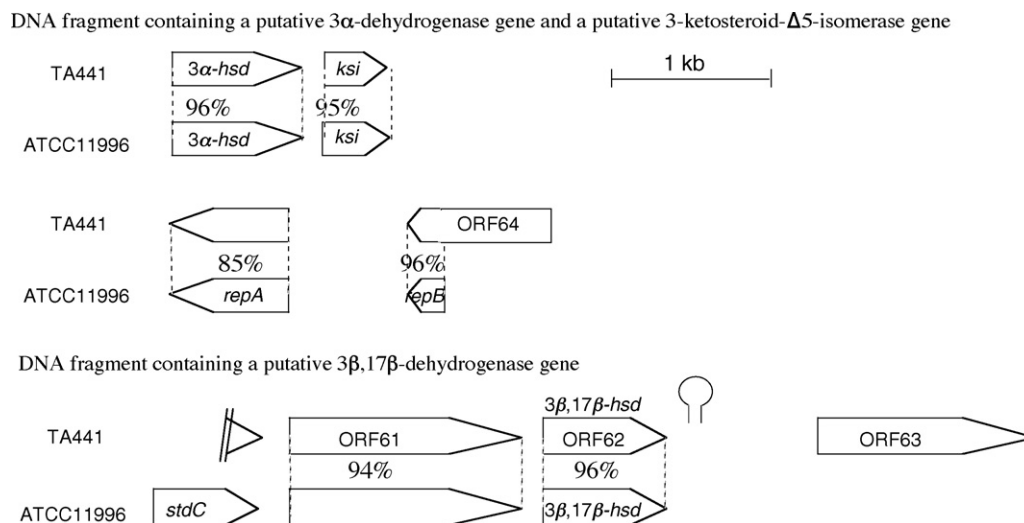 DNA fragment containing a putative 3α-dehydrogenase gene and a putative 3-ketosteroid-Δ5-isomerase gene
TA441 3α-hsd ksi 1 kb
96% 95%
ATCC11996 3α-hsd ksi
TA441 ORF64
85% 96%
ATCC11996 repA repB
DNA fragment containing a putative 3β,17β-dehydrogenase gene
3β,17β-hsd
TA441 ORF61 ORF62 ORF63
94% 96%
ATCC11996 stdC 3β,17β-hsd